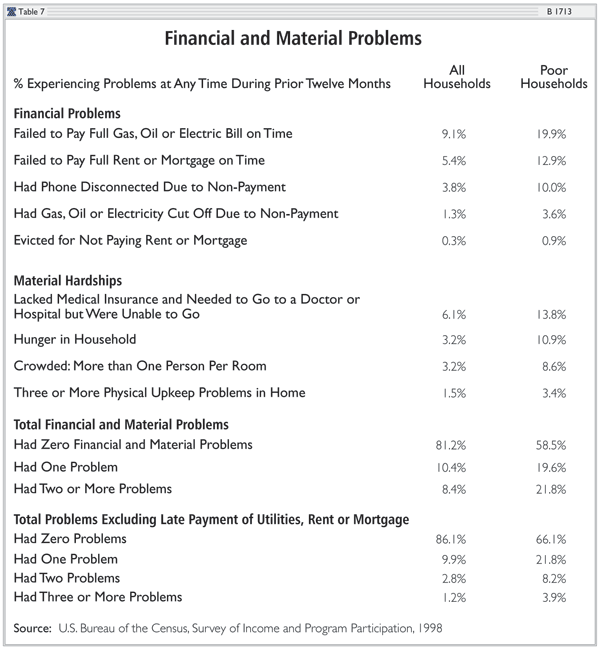 Table 7 B 1713
Financial and Material Problems
% Experiencing Problems at Any Time During Prior Twelve Months All Households Poor Households
Financial Problems
Failed to Pay Full Gas, Oil or Electric Bill on Time 9.1% 19.9%
Failed to Pay Full Rent or Mortgage on Time 5.4% 12.9%
Had Phone Disconnected Due to Non-Payment 3.8% 10.0%
Had Gas, Oil or Electricity Cut Off Due to Non-Payment 1.3% 3.6%
Evicted for Not Paying Rent or Mortgage 0.3% 0.9%
Material Hardships
Lacked Medical Insurance and Needed to Go to a Doctor or
Hospital but Were Unable to Go 6.1% 13.8%
Hunger in Household 3.2% 10.9%
Crowded: More than One Person Per Room 3.2% 8.6%
Three or More Physical Upkeep Problems in Home 1.5% 3.4%
Total Financial and Material Problems
Had Zero Financial and Material Problems 81.2% 58.5%
Had One Problem 10.4% 19.6%
Had Two or More Problems 8.4% 21.8%
Total Problems Excluding Late Payment of Utilities, Rent or Mortgage
Had Zero Problems 86.1% 66.1%
Had One Problem 9.9% 21.8%
Had Two Problems 2.8% 8.2%
Had Three or More Problems 1.2% 3.9%
Source: U.S. Bureau of the Census, Survey of Income and Program Participation, 1998